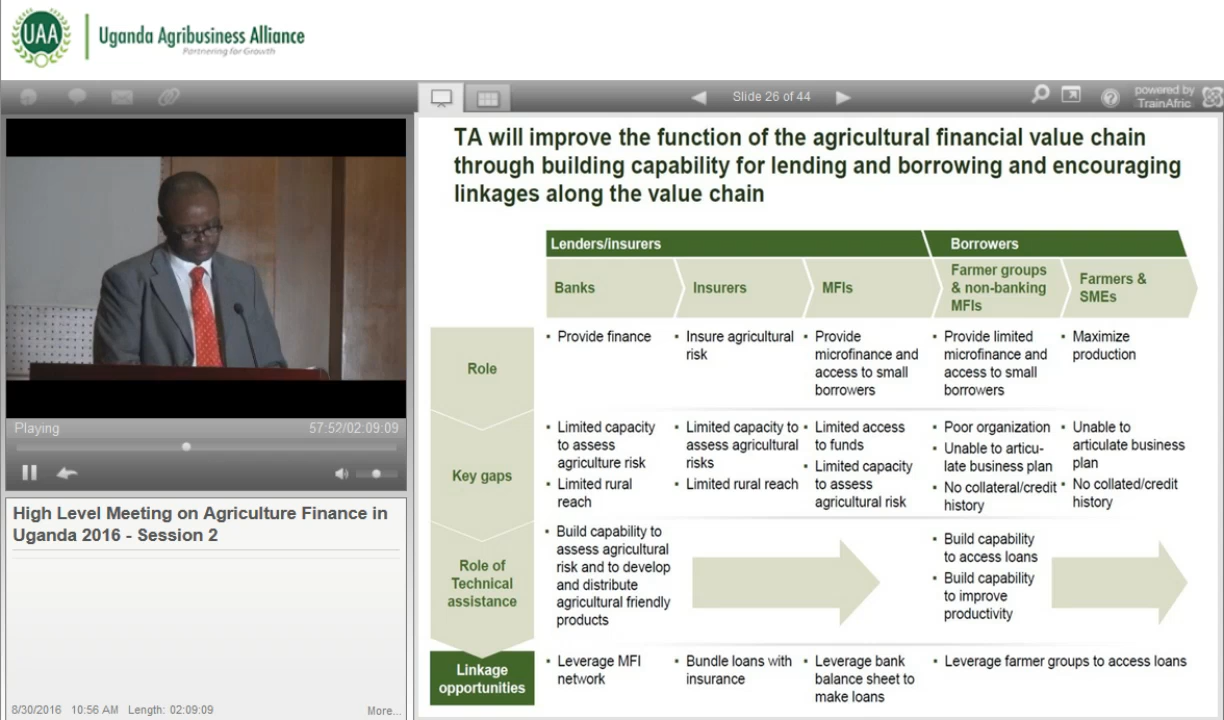 UAA
Uganda Agribusiness Alliance
Partnering for Growth
Slide 26 of 44
powered by
TrainAfric
Playing
57:52/02:09:09
High Level Meeting on Agriculture Finance in
Uganda 2016 - Session 2
8/30/2016 10:56 AM Length: 02:09:09
More...
TA will improve the function of the agricultural financial value chain
through building capability for lending and borrowing and encouraging
linkages along the value chain
Lenders/insurers
Borrowers
Banks
Insurers
MFIs
Farmer groups
& non-banking
MFIs
Farmers &
SMEs
Role
▪ Provide finance
▪ Insure agricultural
risk
▪ Provide
microfinance and
access to small
borrowers
▪ Provide limited
microfinance and
access to small
borrowers
▪ Maximize
production
Key gaps
▪ Limited capacity
to assess
agriculture risk
▪ Limited rural
reach
▪ Limited capacity to
assess agricultural
risks
▪ Limited rural reach
▪ Limited access
to funds
▪ Limited capacity
to assess
agricultural risk
▪ Poor organization
▪ Unable to articu-
late business plan
▪ No collateral/credit
history
▪ Unable to
articulate business
plan
▪ No collated/credit
history
Role of
Technical
assistance
▪ Build capability to
assess agricultural
risk and to develop
and distribute
agricultural friendly
products
▪ Build capability
to access loans
▪ Build capability
to improve
productivity
Linkage
opportunities
▪ Leverage MFI
network
▪ Bundle loans with
insurance
▪ Leverage bank
balance sheet to
make loans
▪ Leverage farmer groups to access loans